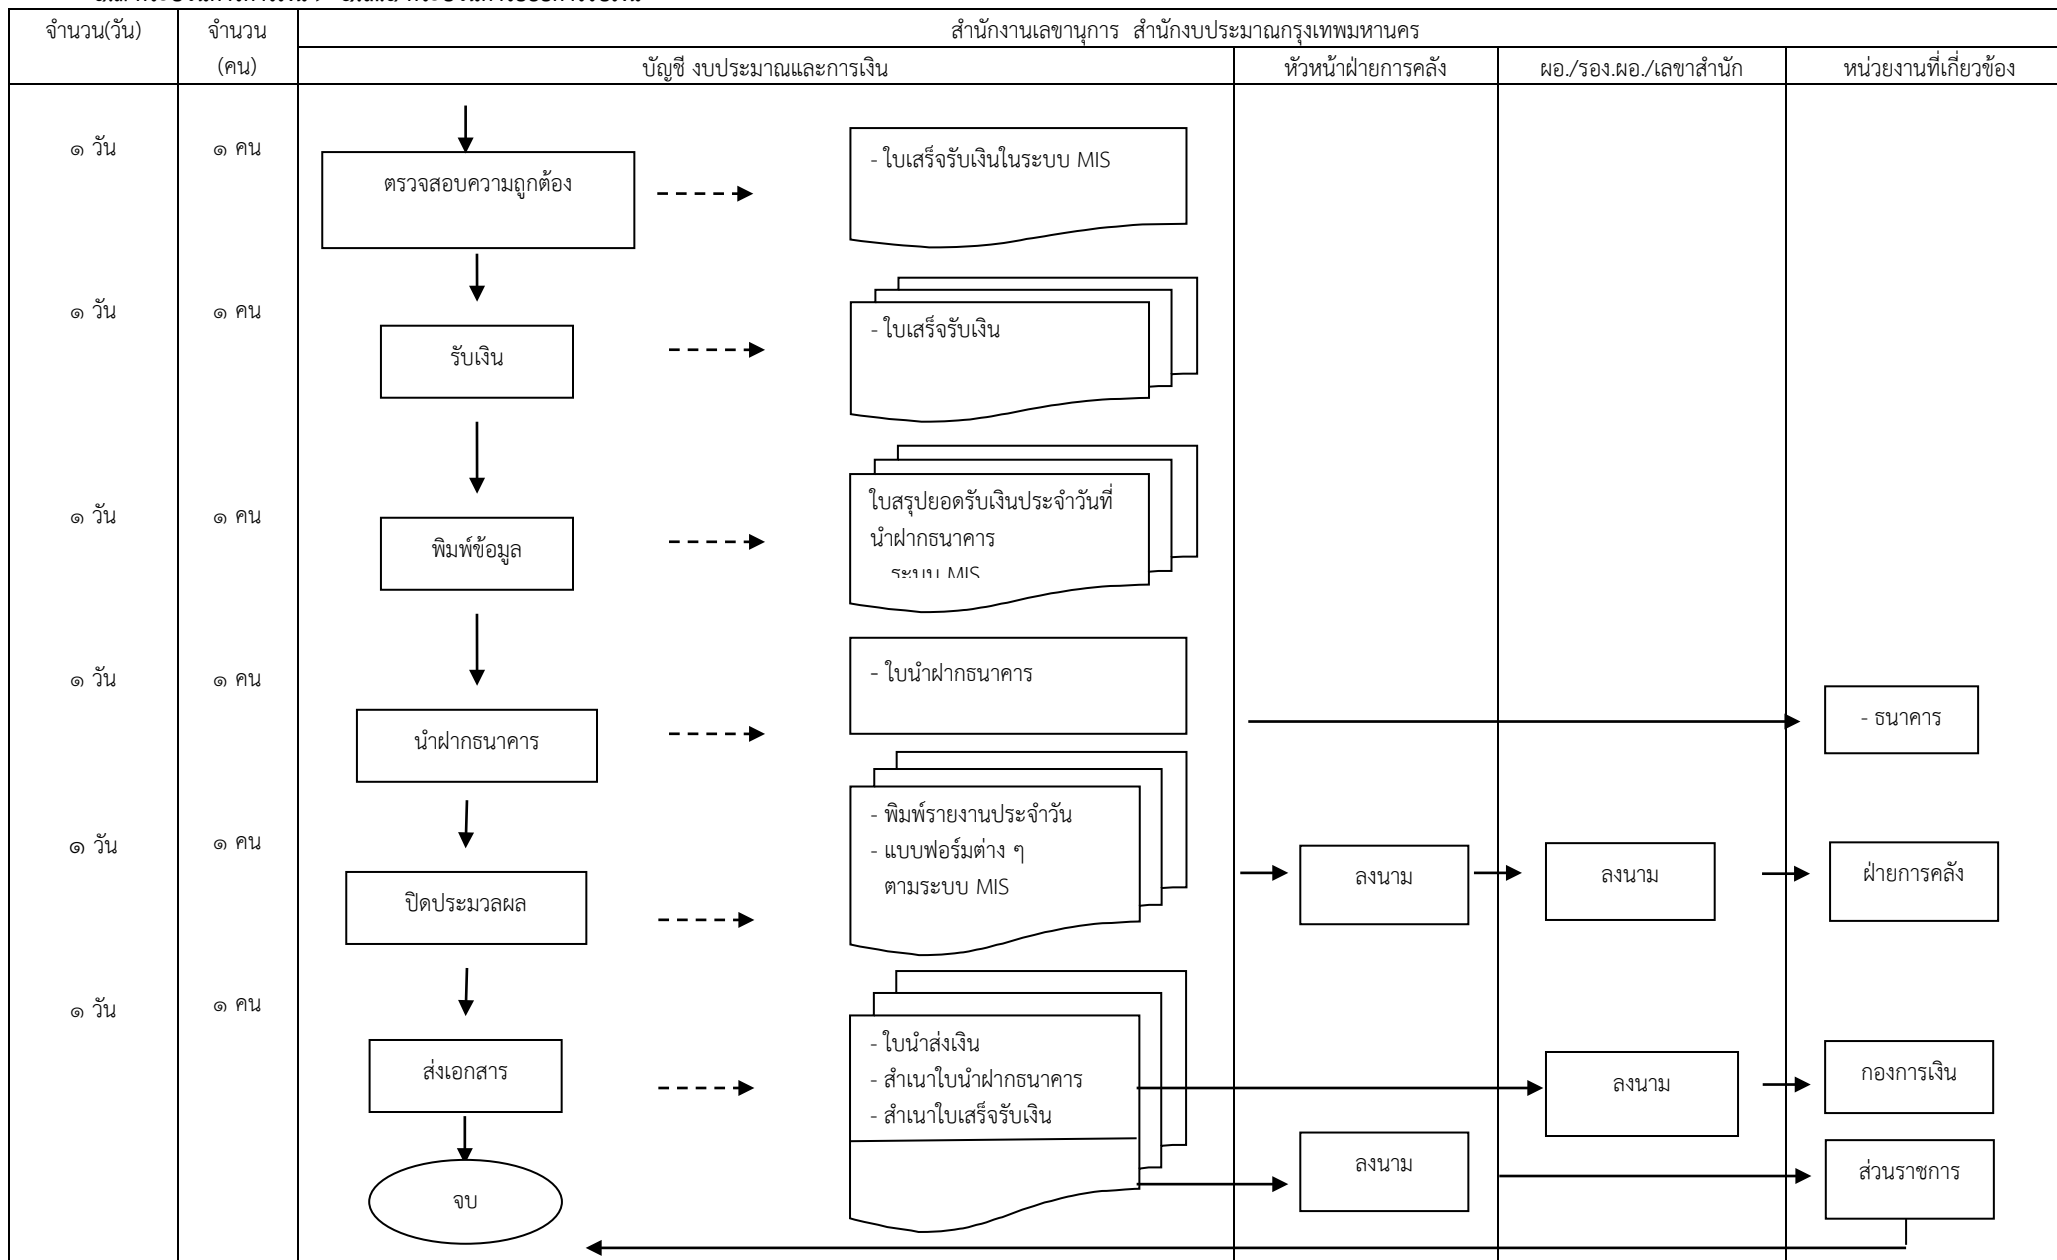 จำนวน(วัน)
จำนวน
(คน)
สำนักงานเลขานุการ สำนักงบประมาณกรุงเทพมหานคร
บัญชี งบประมาณและการเงิน
หัวหน้าฝ่ายการคลัง
ผอ./รอง.ผอ./เลขาสำนัก
หน่วยงานที่เกี่ยวข้อง
๑ วัน
๑ คน
ตรวจสอบความถูกต้อง
- ใบเสร็จรับเงินในระบบ MIS
๑ วัน
๑ คน
รับเงิน
- ใบเสร็จรับเงิน
๑ วัน
๑ คน
พิมพ์ข้อมูล
ใบสรุปยอดรับเงินประจำวันที่
นำฝากธนาคาร
ระบบ MIS
๑ วัน
๑ คน
นำฝากธนาคาร
- ใบนำฝากธนาคาร
- ธนาคาร
๑ วัน
๑ คน
ปิดประมวลผล
- พิมพ์รายงานประจำวัน
- แบบฟอร์มต่าง ๆ
ตามระบบ MIS
ลงนาม
ลงนาม
ฝ่ายการคลัง
๑ วัน
๑ คน
ส่งเอกสาร
- ใบนำส่งเงิน
- สำเนาใบนำฝากธนาคาร
- สำเนาใบเสร็จรับเงิน
ลงนาม
กองการเงิน
จบ
ลงนาม
ส่วนราชการ